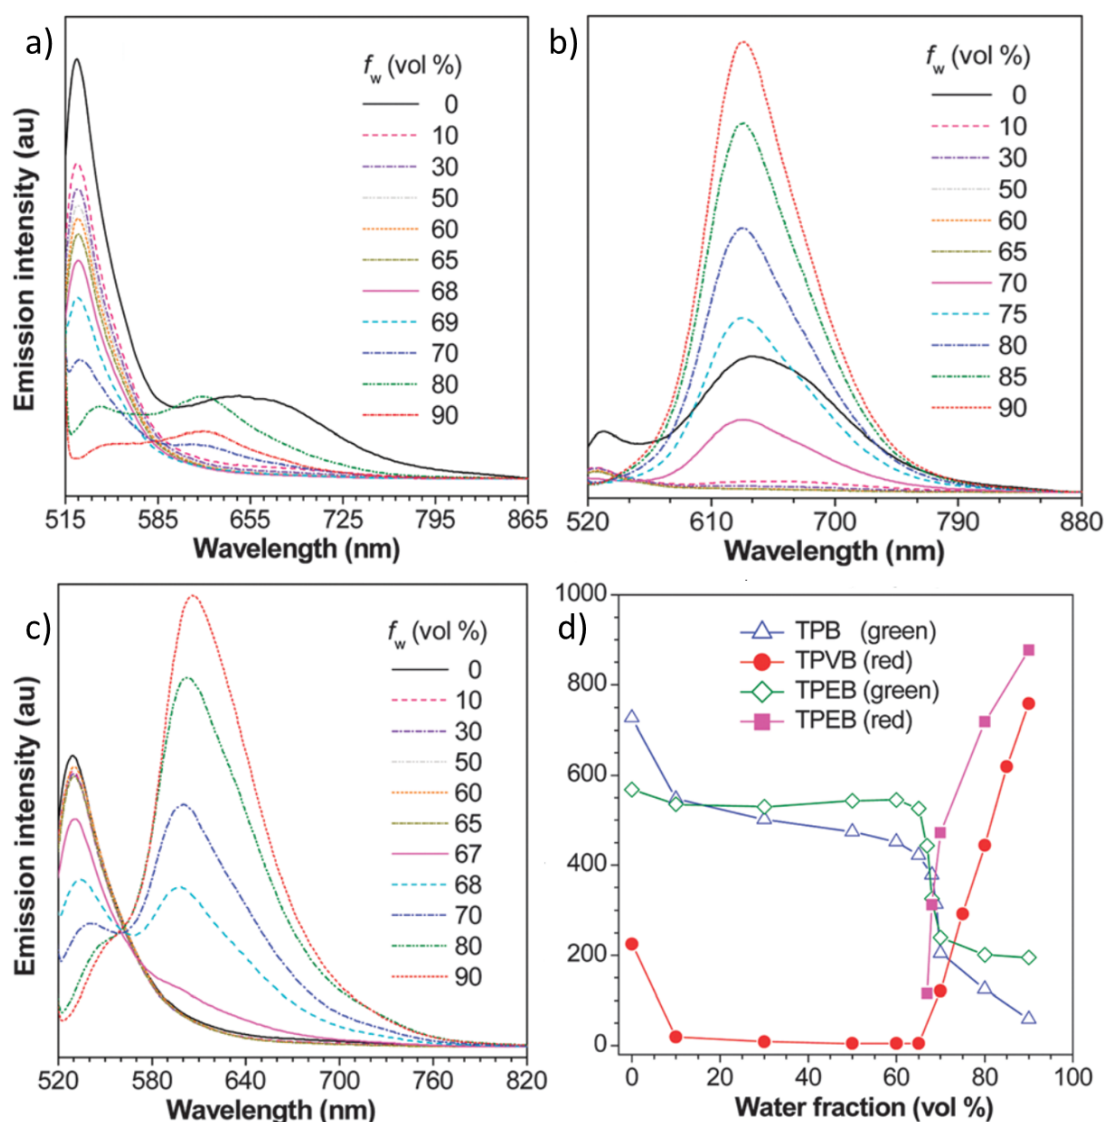 a)
Emission intensity (au)
fw (vol %)
0
10
30
50
60
65
68
69
70
80
90
515 585 655 725 795 865
Wavelength (nm)
b)
fw (vol %)
0
10
30
50
60
65
70
75
80
85
90
520 610 700 790 880
Wavelength (nm)
c)
Emission intensity (au)
fw (vol %)
0
10
30
50
60
65
67
68
70
80
90
520 580 640 700 760 820
Wavelength (nm)
d)
1000
800
600
400
200
0
TPB (green)
TPVB (red)
TPEB (green)
TPEB (red)
0 20 40 60 80 100
Water fraction (vol %)